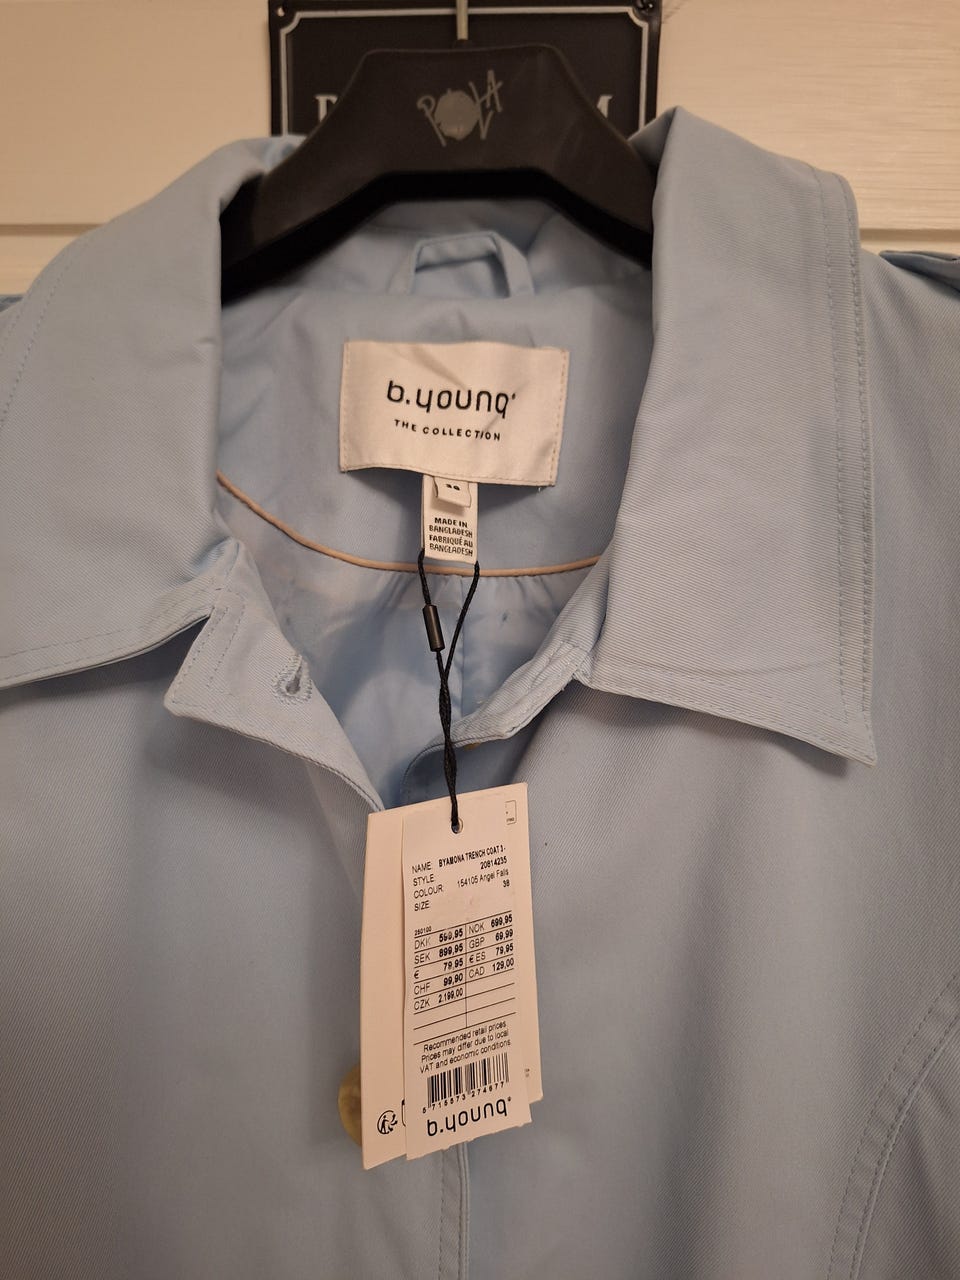 b.young
THE COLLECTION
38
MADE IN
BANGLADESH
FABRIQUÉ AU
BANGLADESH
NAME: BYAMONA TRENCH COAT 3 -
STYLE: 20814235
COLOUR: 154105 Angel Falls
SIZE: 38
250100
DKK 599,95 NOK 699,95
SEK 899,95 GBP 69,99
€ 79,95 € ES 79,95
CHF 99,90 CAD 129,00
CZK 2.199,00
Recommended retail prices
Prices may differ due to local
VAT and economic conditions
b.young